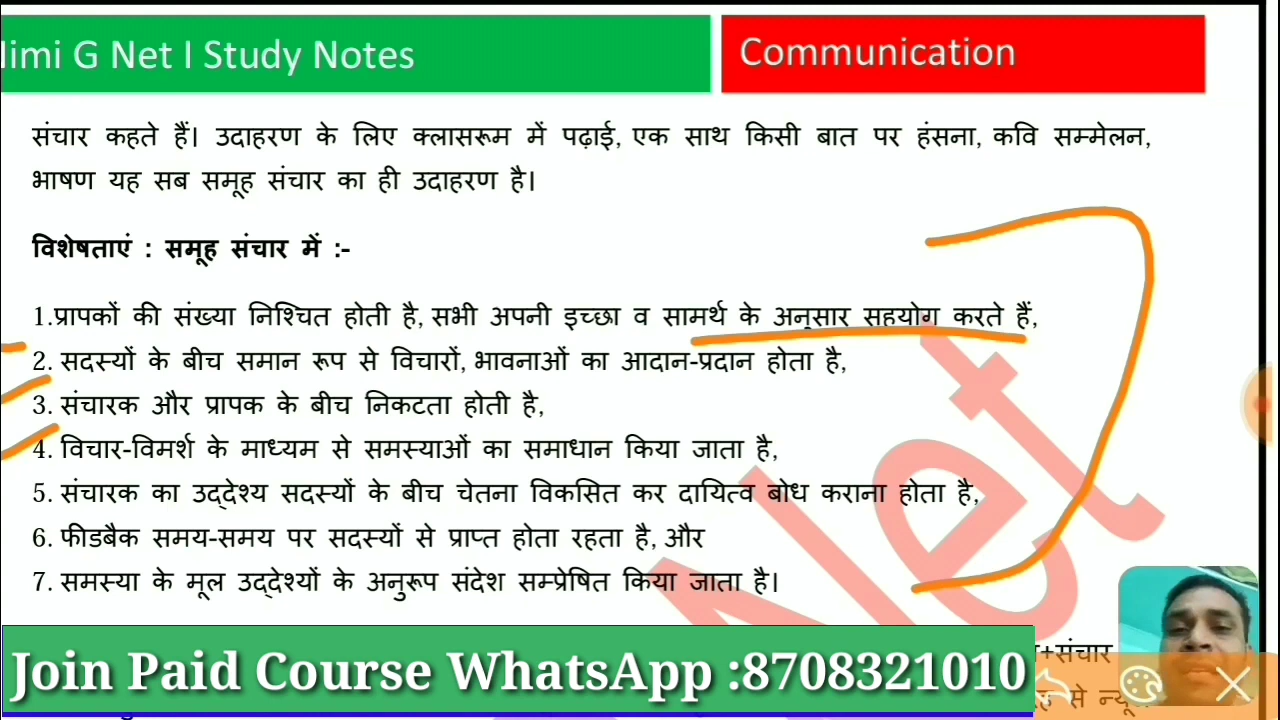 imi G Net I Study Notes
Communication
संचार कहते हैं। उदाहरण के लिए क्लासरूम में पढ़ाई, एक साथ किसी बात पर हंसना, कवि सम्मेलन,
भाषण यह सब समूह संचार का ही उदाहरण है।
विशेषताएं : समूह संचार में :-
1.प्रापकों की संख्या निश्चित होती है, सभी अपनी इच्छा व सामर्थ के अनुसार सहयोग करते हैं,
2. सदस्यों के बीच समान रूप से विचारों, भावनाओं का आदान-प्रदान होता है,
3. संचारक और प्रापक के बीच निकटता होती है,
4. विचार-विमर्श के माध्यम से समस्याओं का समाधान किया जाता है,
5. संचारक का उद्देश्य सदस्यों के बीच चेतना विकसित कर दायित्व बोध कराना होता है,
6. फीडबैक समय-समय पर सदस्यों से प्राप्त होता रहता है, और
7. समस्या के मूल उद्देश्यों के अनुरूप संदेश सम्प्रेषित किया जाता है।
Net
+संचार
से
Join Paid Course WhatsApp :8708321010